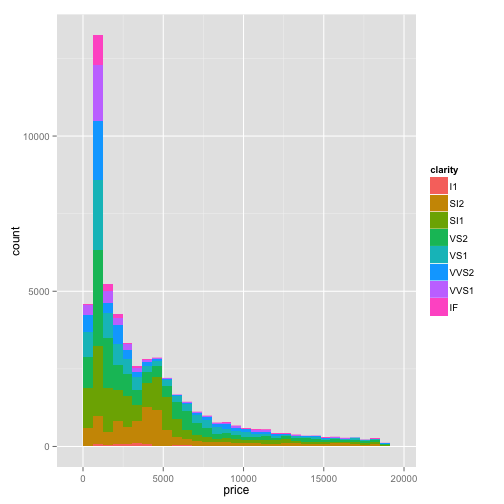 10000
5000
0
count
0 5000 10000 15000 20000
price
clarity
I1
SI2
SI1
VS2
VS1
VVS2
VVS1
IF